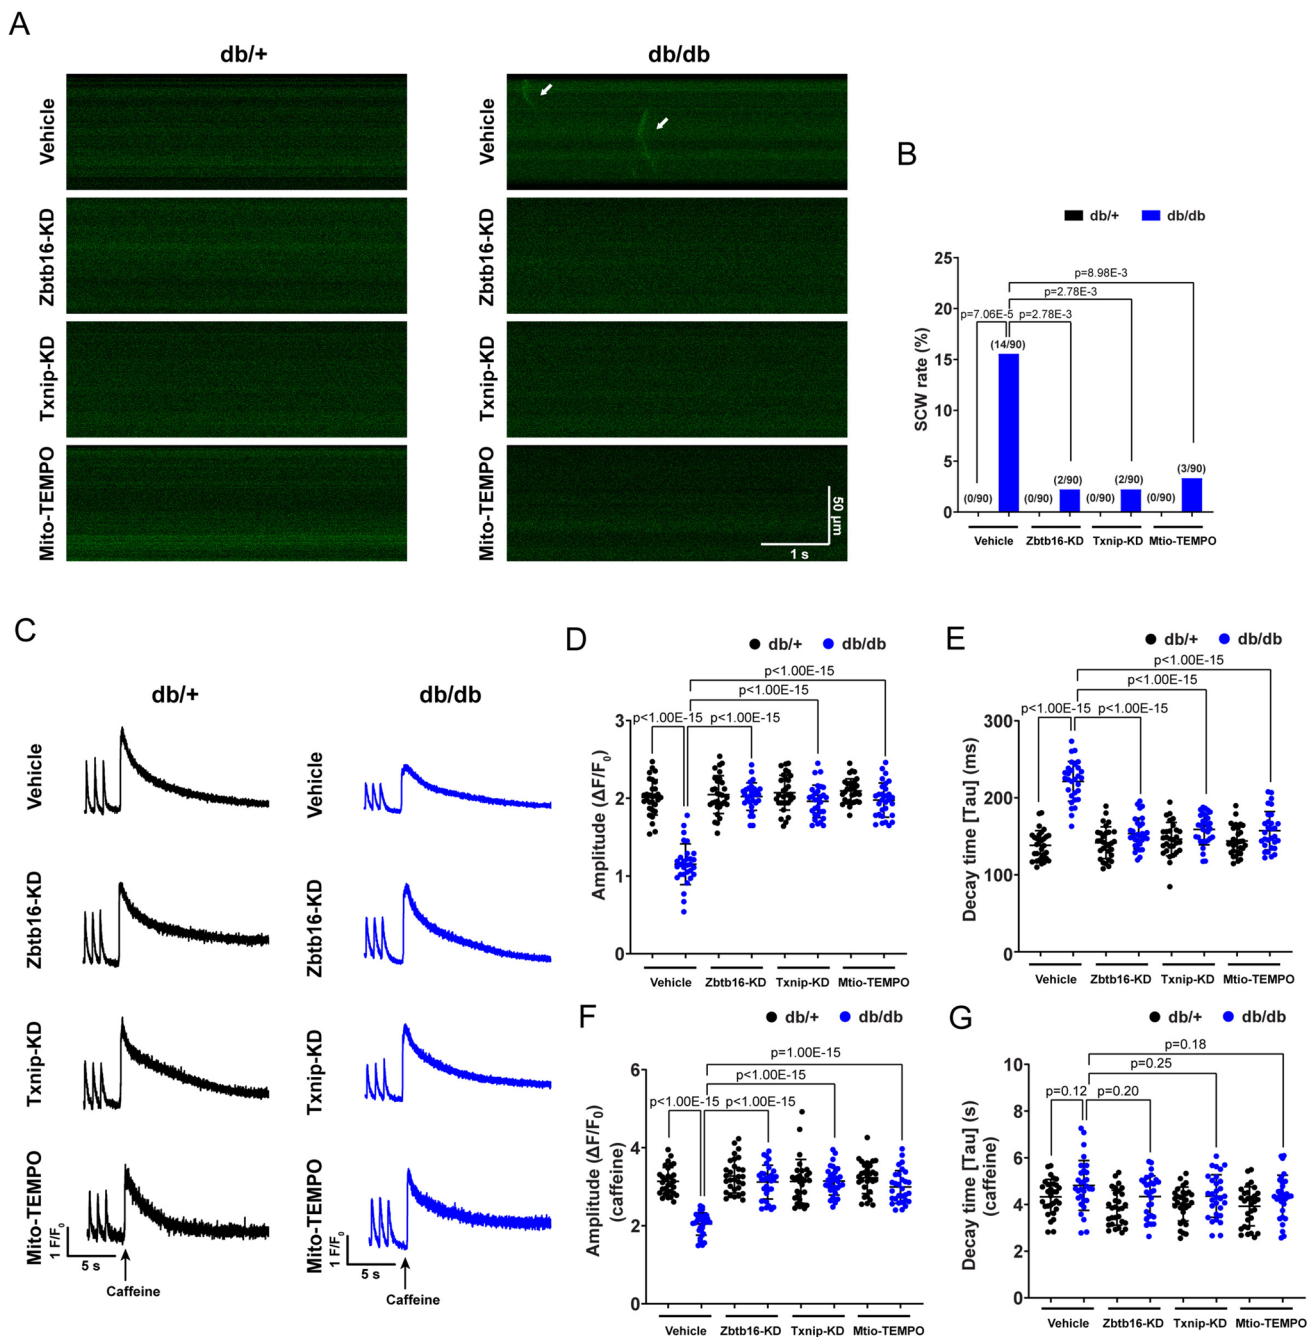 A
db/+
db/db
Vehicle
Zbtb16-KD
Txnip-KD
Mito-TEMPO
Vehicle
Zbtb16-KD
Txnip-KD
Mito-TEMPO
50 μm
1 s
B
db/+ db/db
SCW rate (%)
25
20
15
10
5
0
p=8.98E-3
p=2.78E-3
p=7.06E-5 p=2.78E-3
(14/90)
(0/90) (2/90) (0/90) (2/90) (0/90) (3/90)
(0/90)
Vehicle Zbtb16-KD Txnip-KD Mtio-TEMPO
C
db/+
db/db
Vehicle
Zbtb16-KD
Txnip-KD
Mito-TEMPO
Vehicle
Zbtb16-KD
Txnip-KD
Mito-TEMPO
1 F/F0
5 s
Caffeine
1 F/F0
5 s
Caffeine
D
db/+ db/db
Amplitude (ΔF/F0)
3
2
1
0
p<1.00E-15
p<1.00E-15
p<1.00E-15 p<1.00E-15
Vehicle Zbtb16-KD Txnip-KD Mtio-TEMPO
E
db/+ db/db
Decay time [Tau] (ms)
300
200
100
0
p<1.00E-15
p<1.00E-15
p<1.00E-15 p<1.00E-15
Vehicle Zbtb16-KD Txnip-KD Mtio-TEMPO
F
db/+ db/db
Amplitude (ΔF/F0)
(caffeine)
6
4
2
0
p=1.00E-15
p<1.00E-15
p<1.00E-15 p<1.00E-15
Vehicle Zbtb16-KD Txnip-KD Mtio-TEMPO
G
db/+ db/db
Decay time [Tau] (s)
(caffeine)
10
8
6
4
2
0
p=0.18
p=0.25
p=0.12 p=0.20
Vehicle Zbtb16-KD Txnip-KD Mtio-TEMPO